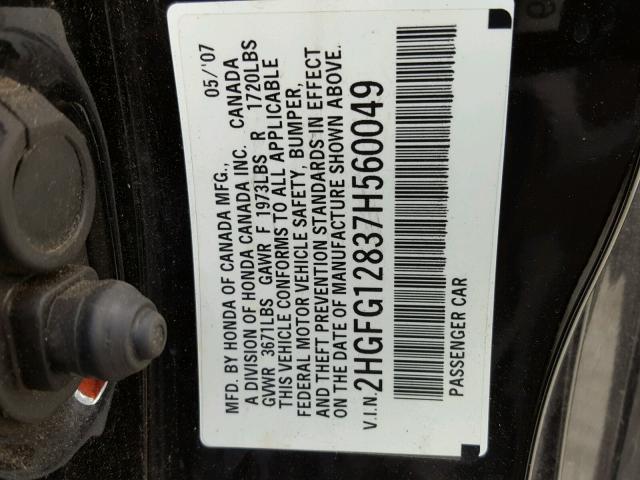 MFD. BY HONDA OF CANADA MFG., 05/'07
A DIVISION OF HONDA CANADA INC. CANADA
GVWR 3671LBS GAWR F 1973LBS R 1720LBS
THIS VEHICLE CONFORMS TO ALL APPLICABLE
FEDERAL MOTOR VEHICLE SAFETY, BUMPER,
AND THEFT PREVENTION STANDARDS IN EFFECT
ON THE DATE OF MANUFACTURE SHOWN ABOVE.
V.I.N. 2HGFG12837H560049
PASSENGER CAR